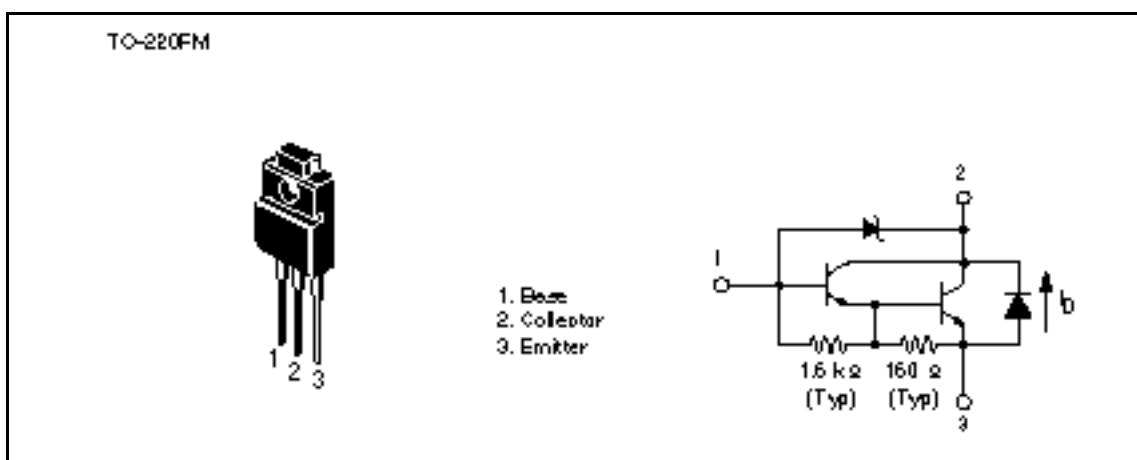 TO-220FM
1. Base
2. Collector
3. Emitter
1
2
3
2
1
I_D
1.6 kΩ
(Typ)
160 Ω
(Typ)
3